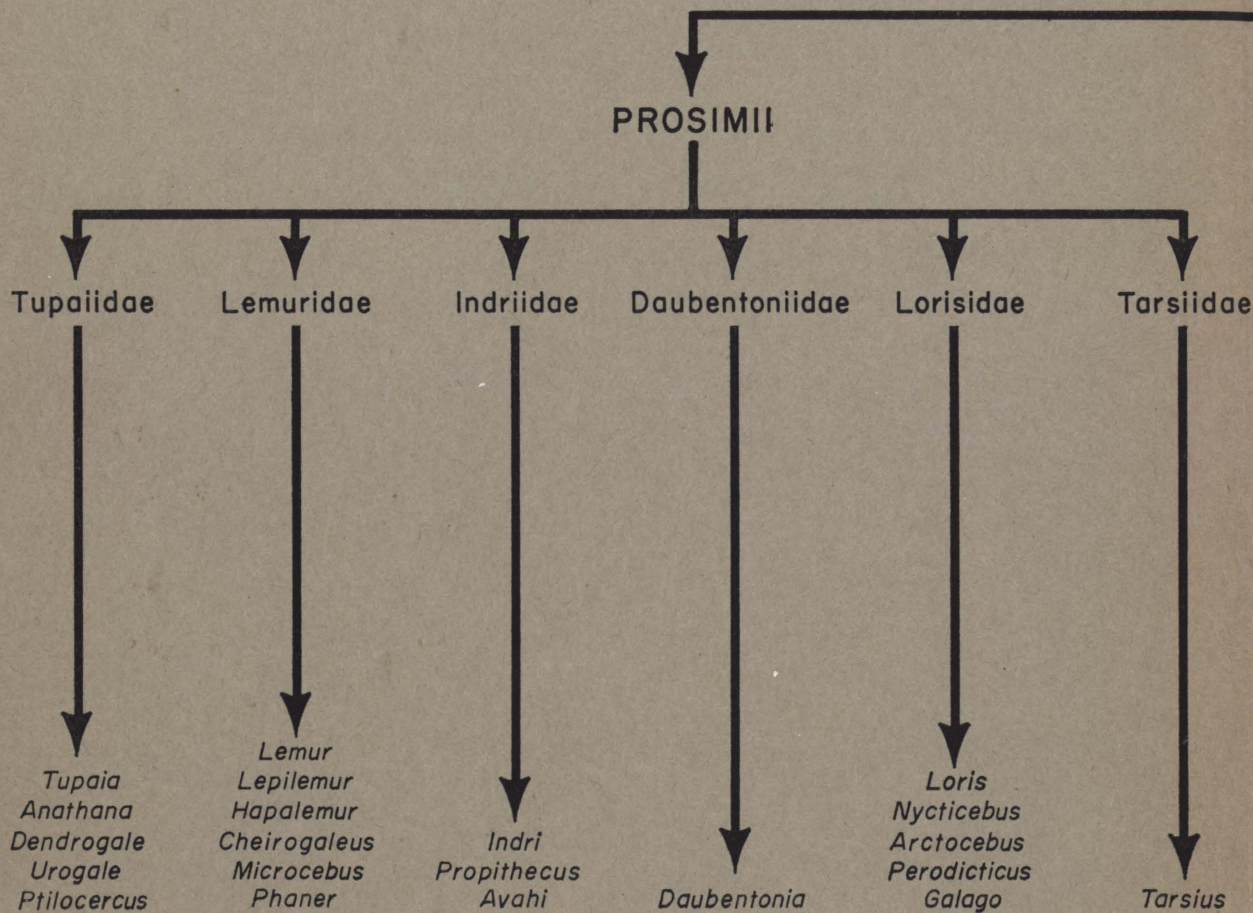 PROSIMII
Tupaiidae
Lemuridae
Indriidae
Daubentoniidae
Lorisidae
Tarsiidae
Tupaia
Anathana
Dendrogale
Urogale
Ptilocercus
Lemur
Lepilemur
Hapalemur
Cheirogaleus
Microcebus
Phaner
Indri
Propithecus
Avahi
Daubentonia
Loris
Nycticebus
Arctocebus
Perodicticus
Galago
Tarsius